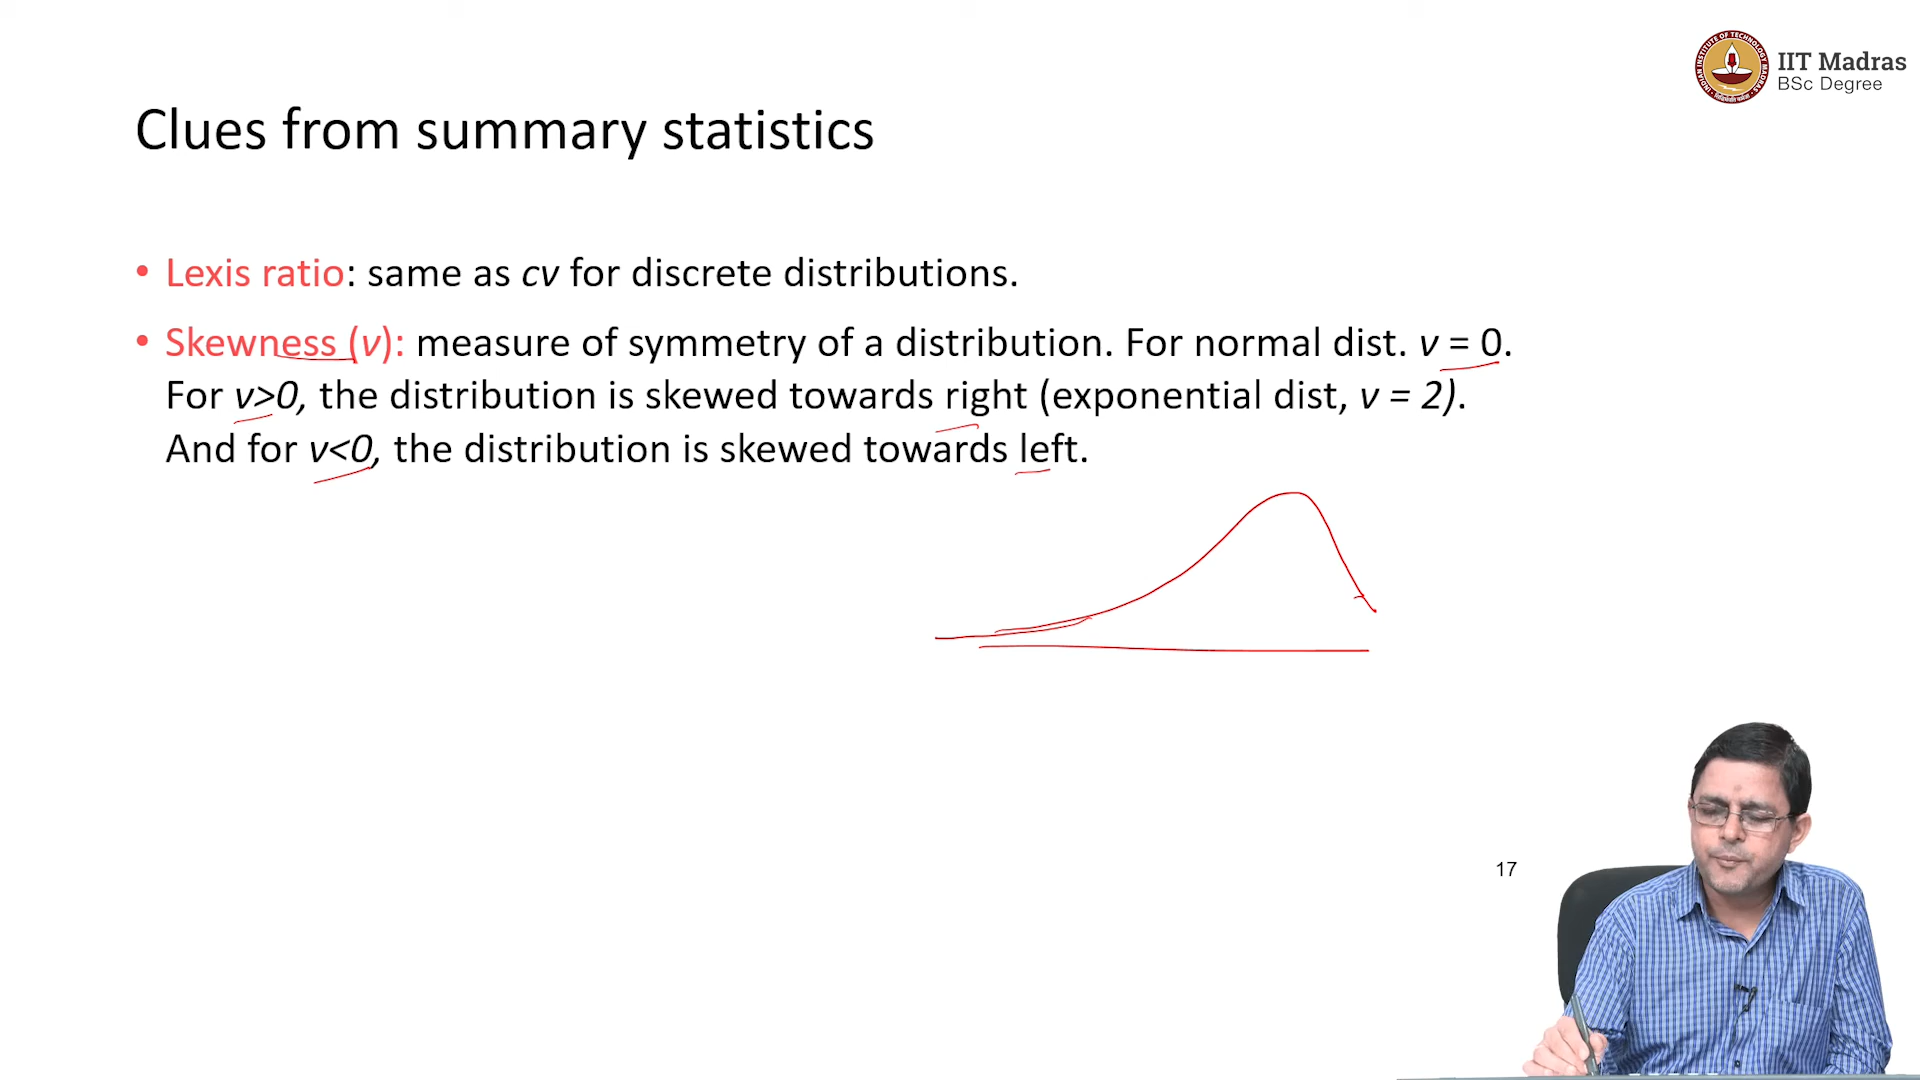 IIT Madras
BSc Degree
Clues from summary statistics
• Lexis ratio: same as cv for discrete distributions.
• Skewness (ν): measure of symmetry of a distribution. For normal dist. ν = 0.
For ν>0, the distribution is skewed towards right (exponential dist, ν = 2).
And for ν<0, the distribution is skewed towards left.
17